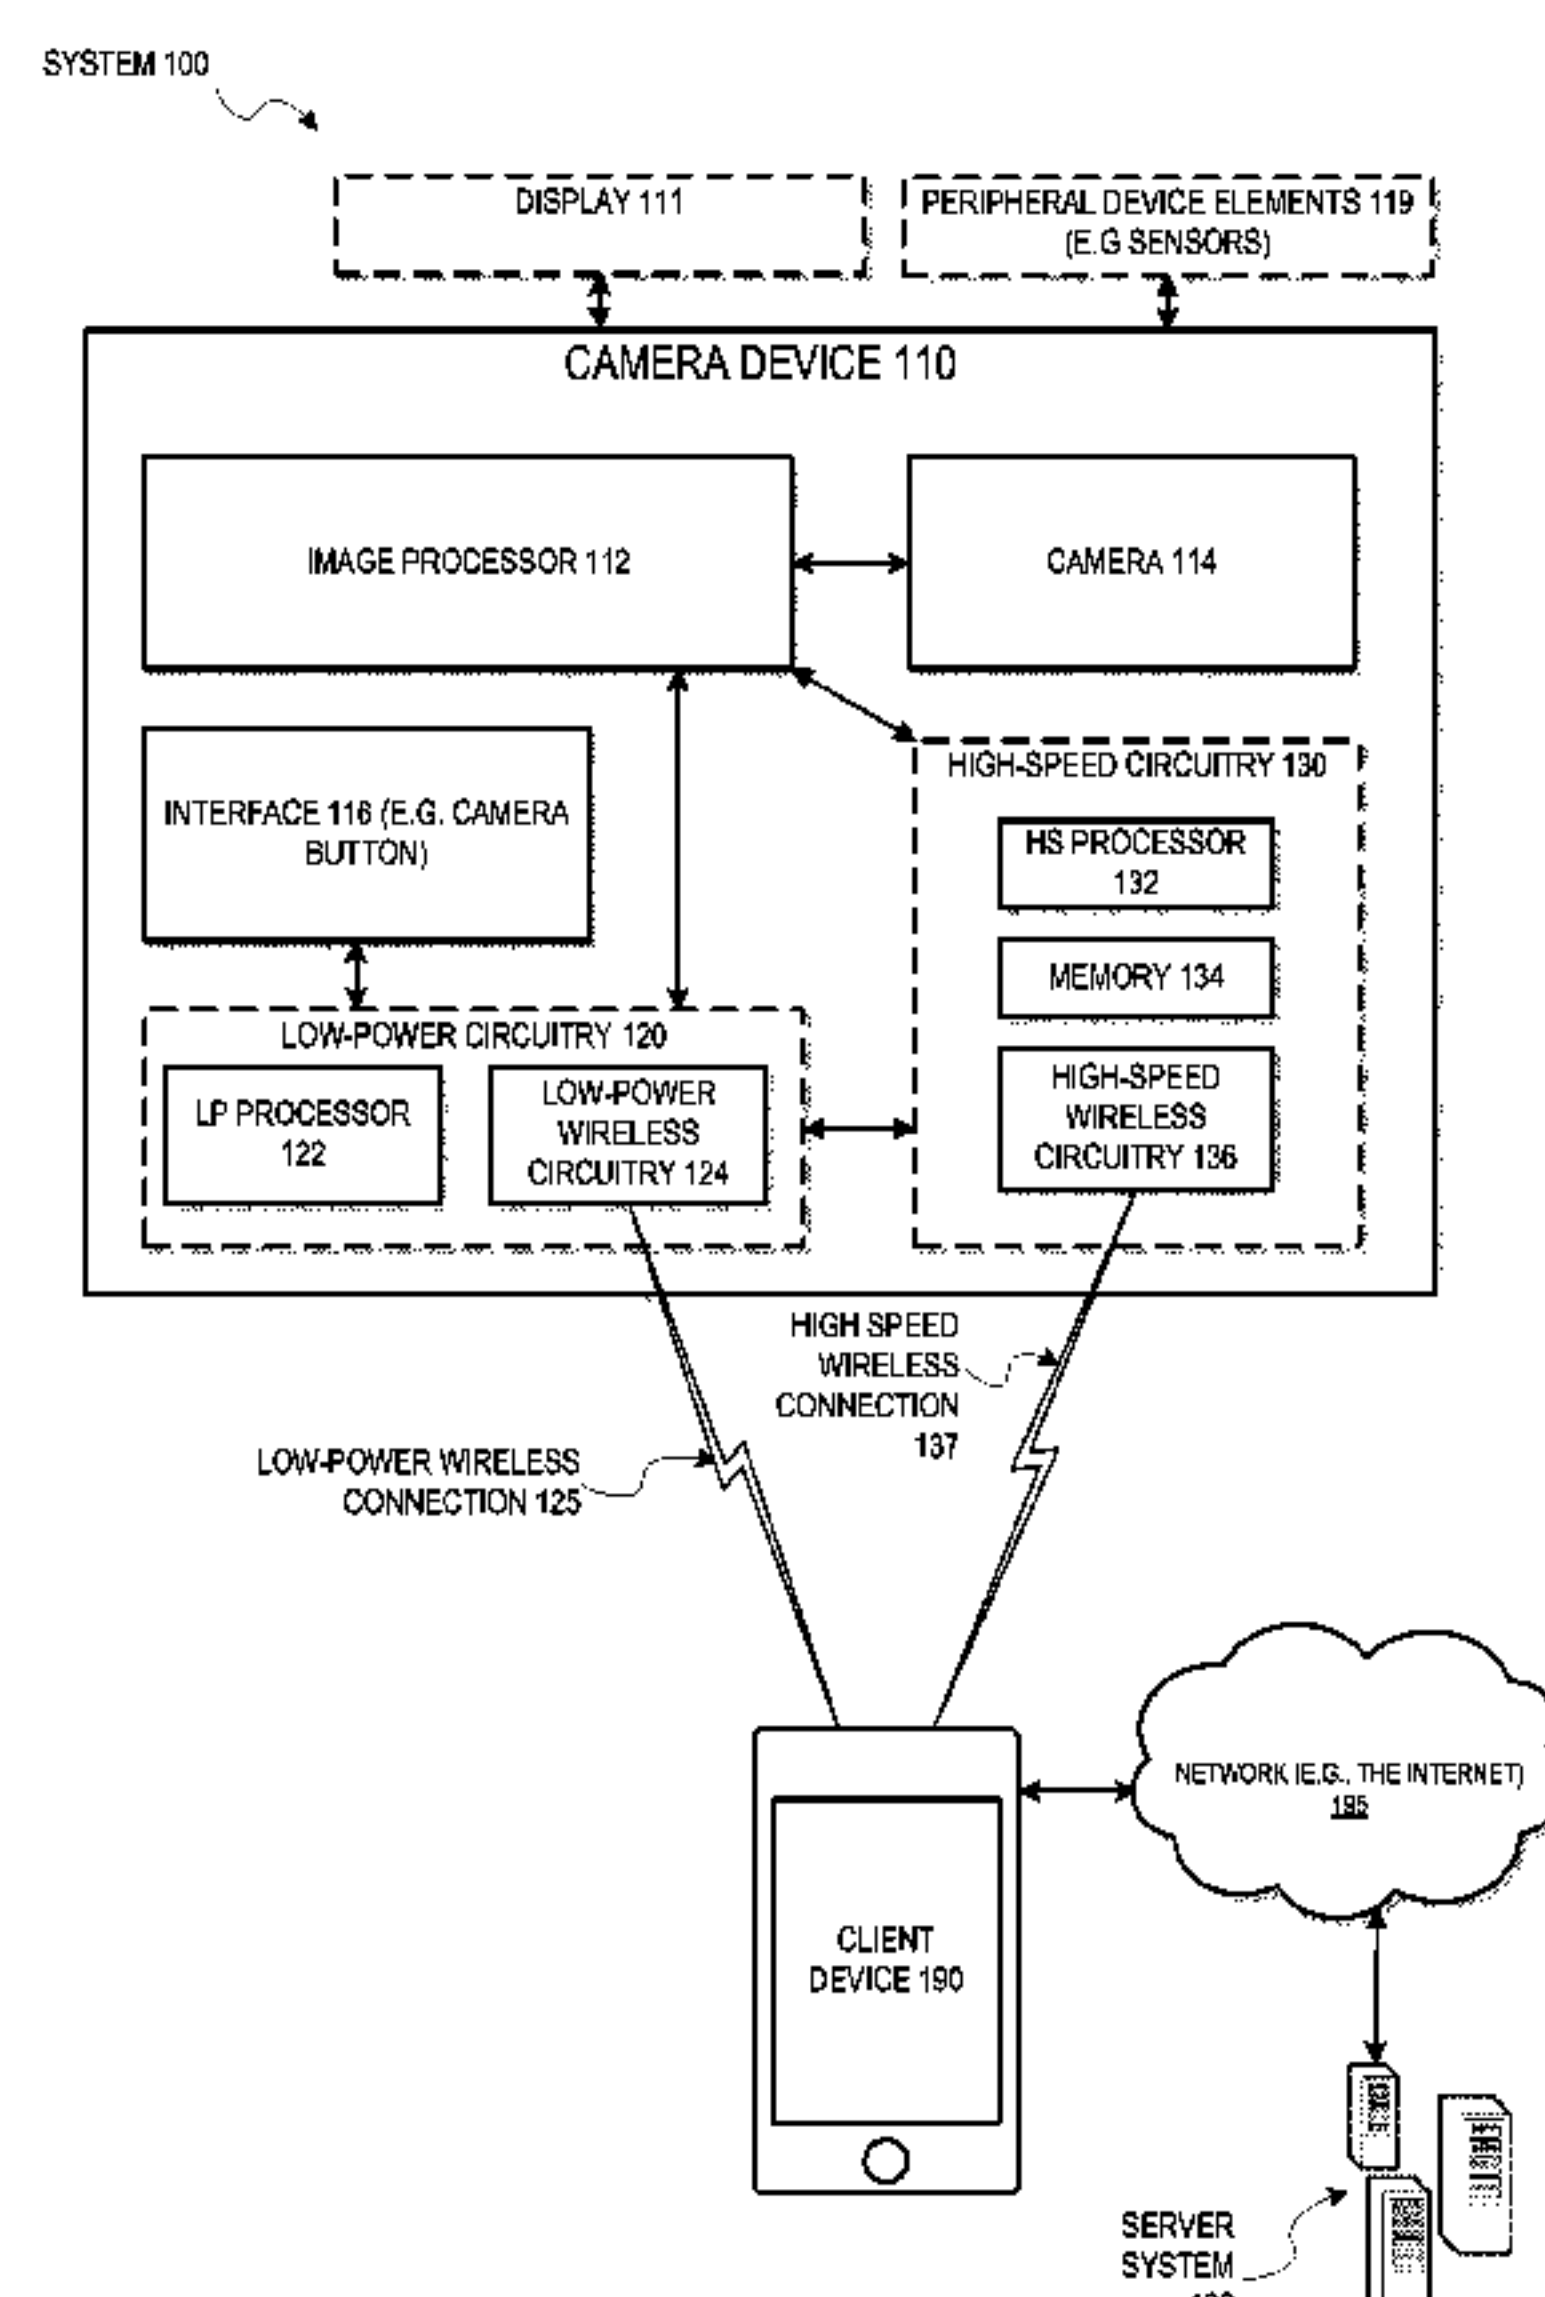 SYSTEM 100
DISPLAY 111
PERIPHERAL DEVICE ELEMENTS 119
(E.G SENSORS)
CAMERA DEVICE 110
IMAGE PROCESSOR 112
CAMERA 114
INTERFACE 116 (E.G. CAMERA
BUTTON)
HIGH-SPEED CIRCUITRY 130
HS PROCESSOR
132
MEMORY 134
HIGH-SPEED
WIRELESS
CIRCUITRY 136
LOW-POWER CIRCUITRY 120
LP PROCESSOR
122
LOW-POWER
WIRELESS
CIRCUITRY 124
HIGH SPEED
WIRELESS
CONNECTION
137
LOW-POWER WIRELESS
CONNECTION 125
NETWORK (E.G., THE INTERNET)
195
CLIENT
DEVICE 190
SERVER
SYSTEM